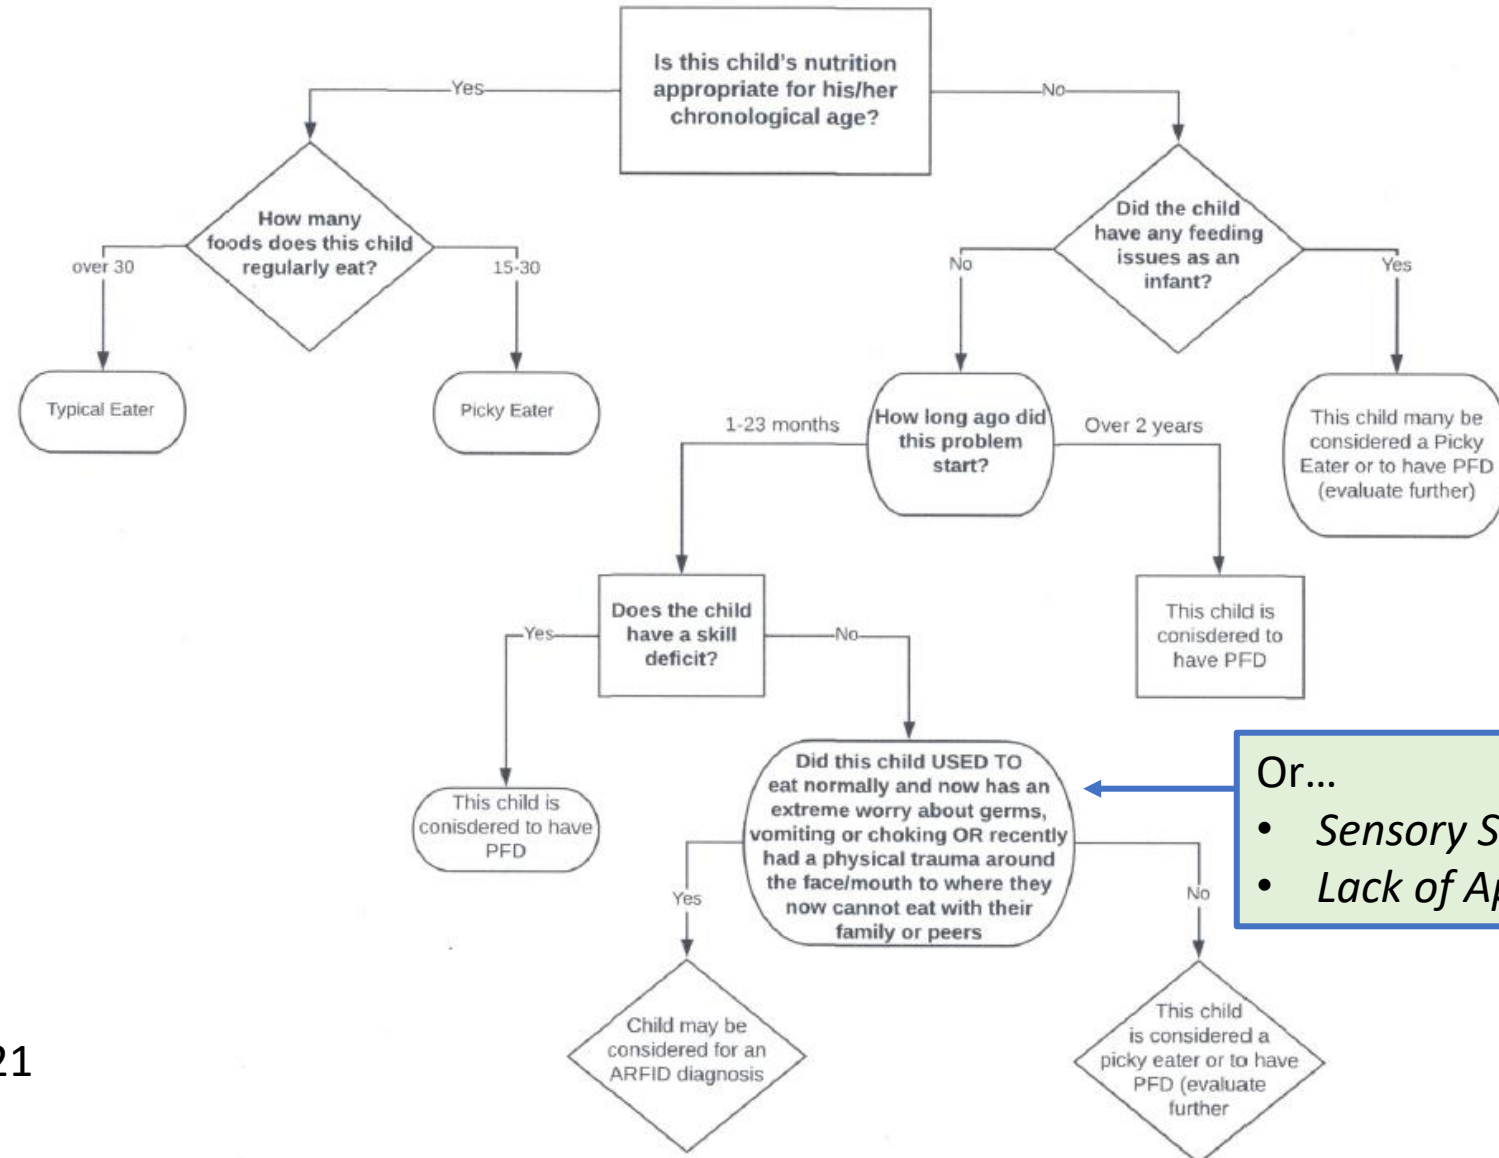 Is this child's nutrition
appropriate for his/her
chronological age?
Yes
No
How many
foods does this child
regularly eat?
over 30
15-30
Did the child
have any feeding
issues as an
infant?
No
Yes
Typical Eater
Picky Eater
How long ago did
this problem
start?
1-23 months
Over 2 years
This child many be
considered a Picky
Eater or to have PFD
(evaluate further)
Does the child
have a skill
deficit?
Yes
No
This child is
conisdered to
have PFD
This child is
conisdered to have
PFD
Did this child USED TO
eat normally and now has an
extreme worry about germs,
vomiting or choking OR recently
had a physical trauma around
the face/mouth to where they
now cannot eat with their
family or peers
Or...
• Sensory S
• Lack of Ap
Yes
No
Child may be
considered for an
ARFID diagnosis
This child
is considered a
picky eater or to have
PFD (evaluate
further
21